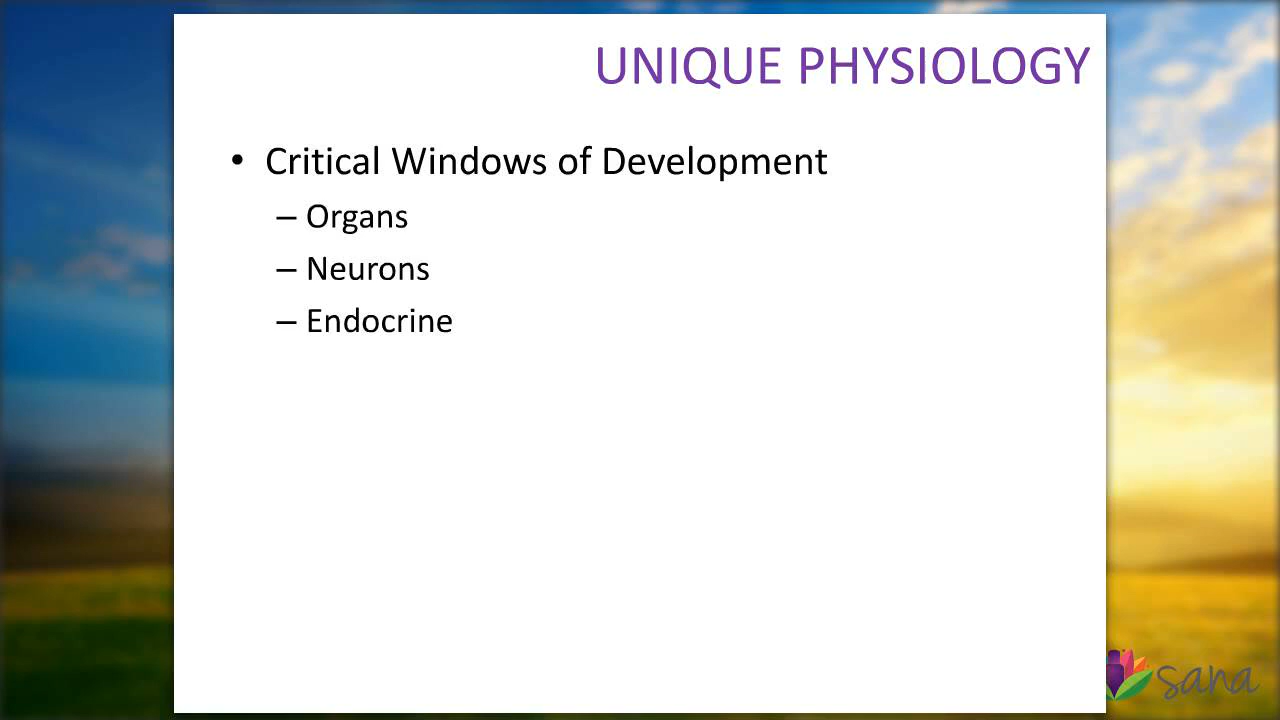 UNIQUE PHYSIOLOGY
• Critical Windows of Development
– Organs
– Neurons
– Endocrine
sana